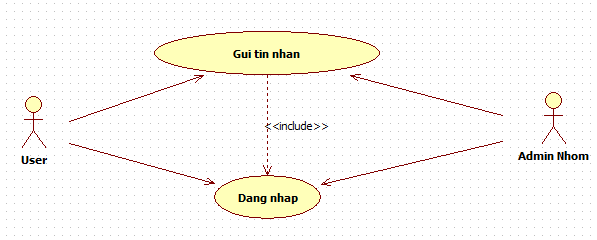 Gui tin nhan
<<include>>
User
Admin Nhom
Dang nhap